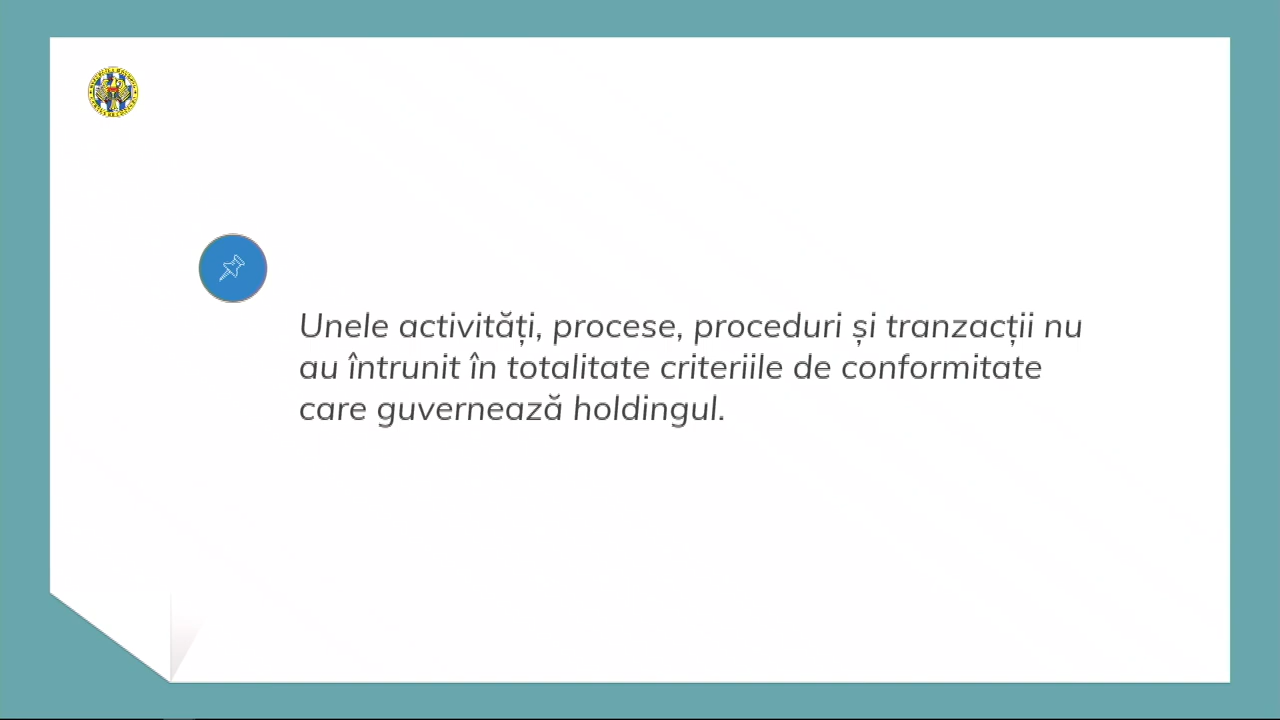 Unele activități, procese, proceduri și tranzacții nu
au întrunit în totalitate criteriile de conformitate
care guvernează holdingul.